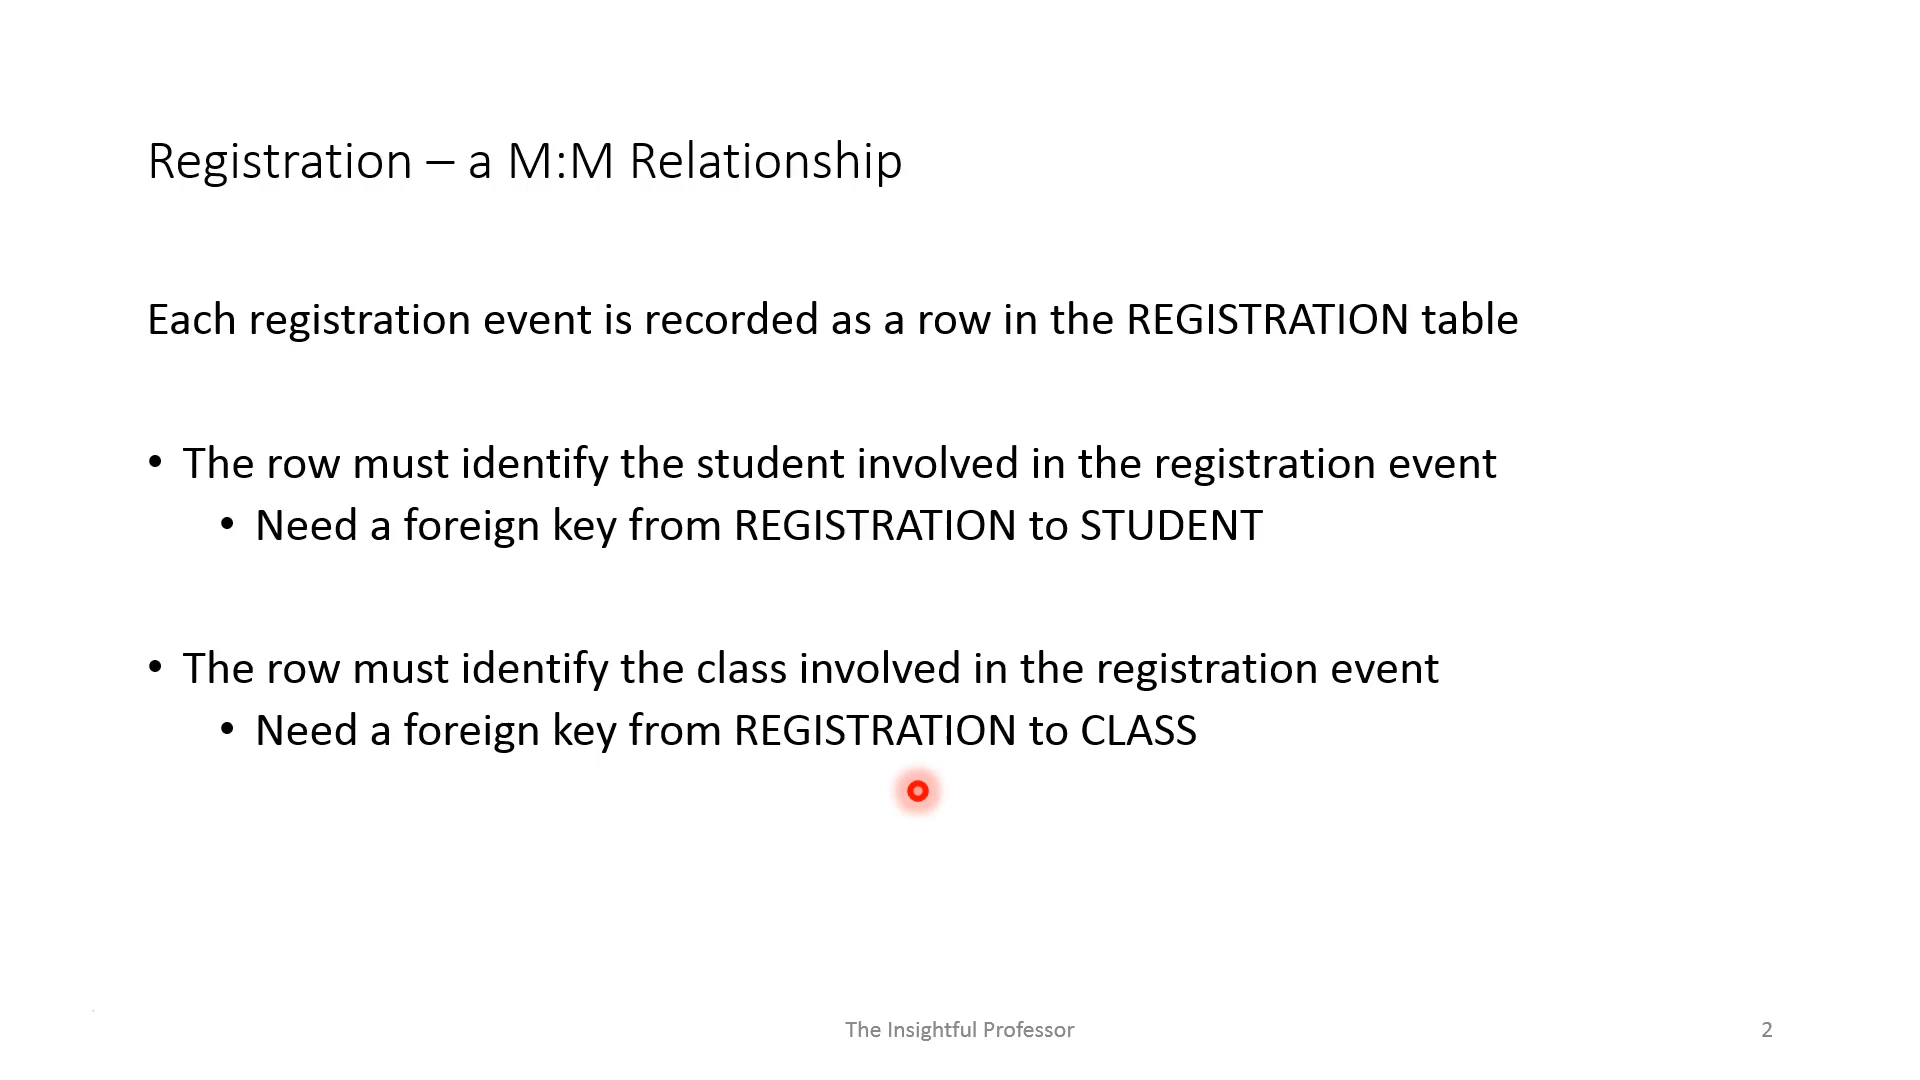 Registration – a M:M Relationship
Each registration event is recorded as a row in the REGISTRATION table
• The row must identify the student involved in the registration event
• Need a foreign key from REGISTRATION to STUDENT
• The row must identify the class involved in the registration event
• Need a foreign key from REGISTRATION to CLASS
The Insightful Professor
2